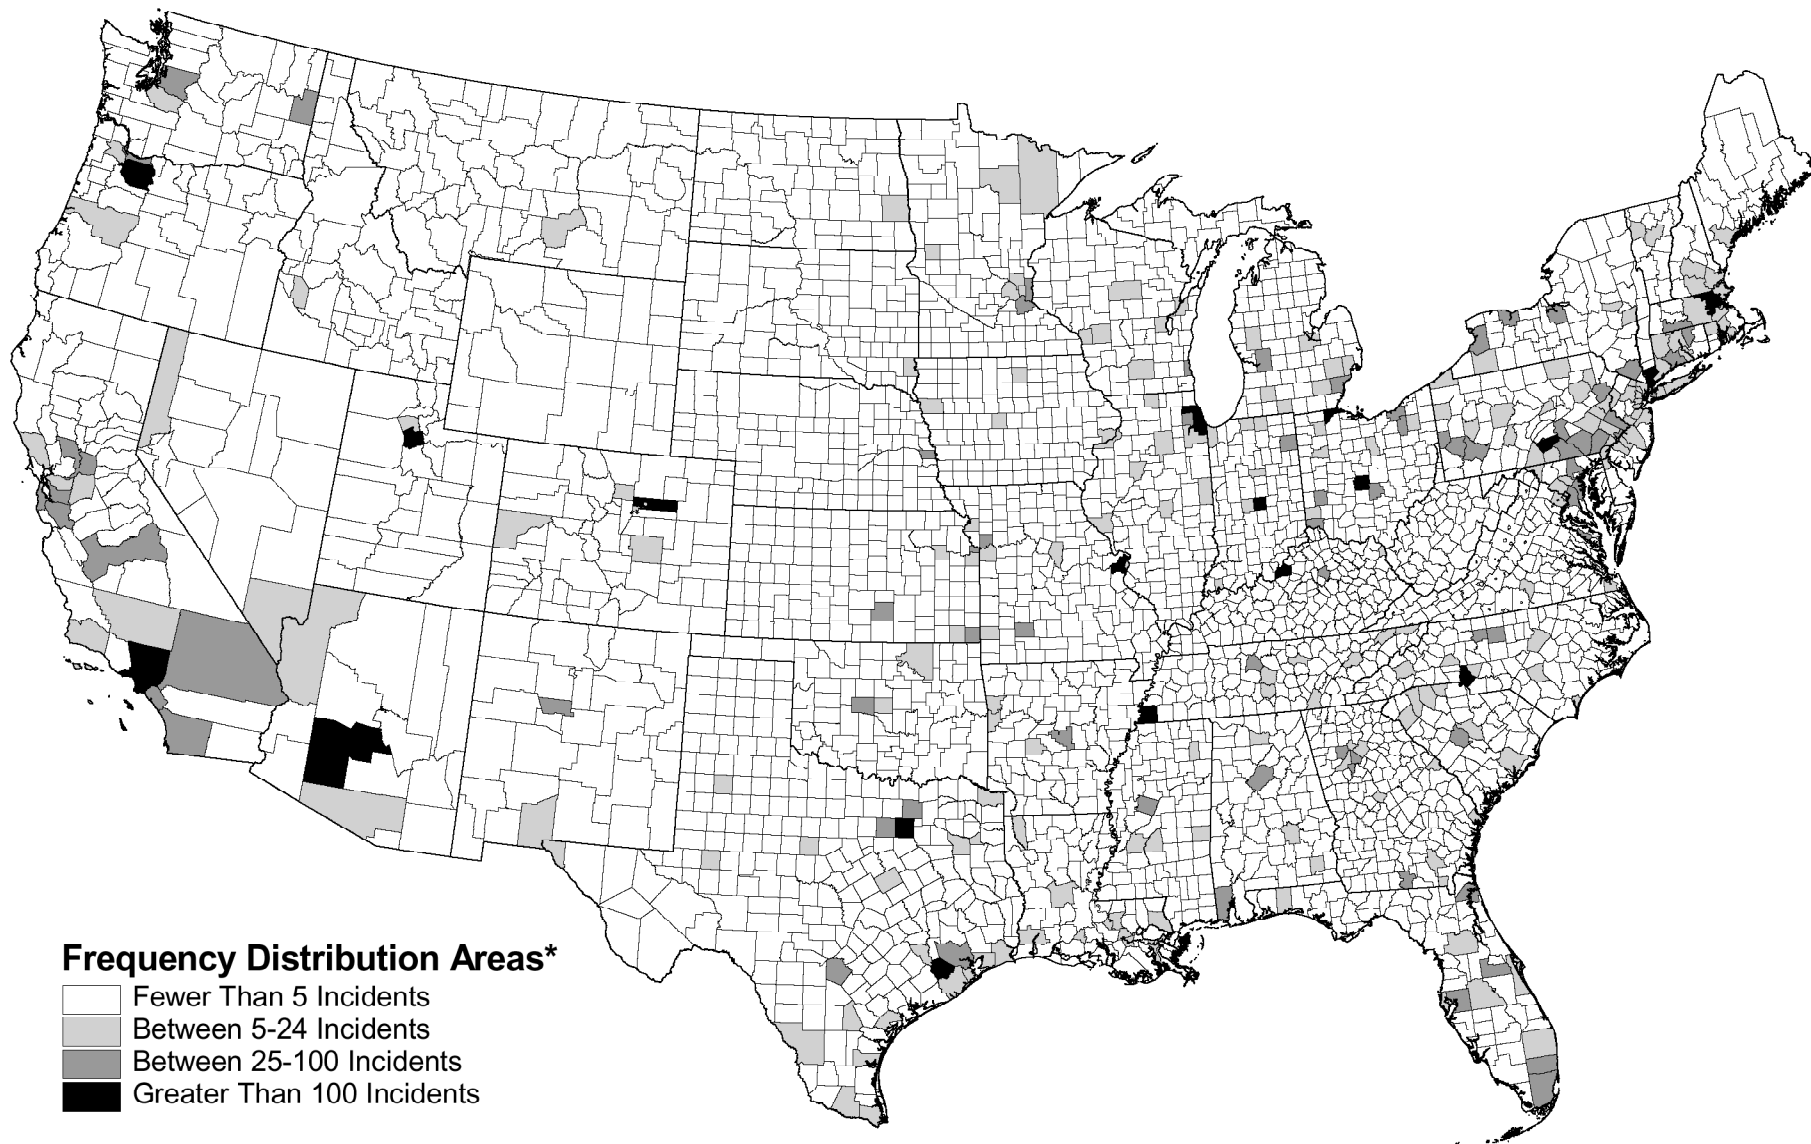 Frequency Distribution Areas*
Fewer Than 5 Incidents
Between 5-24 Incidents
Between 25-100 Incidents
Greater Than 100 Incidents